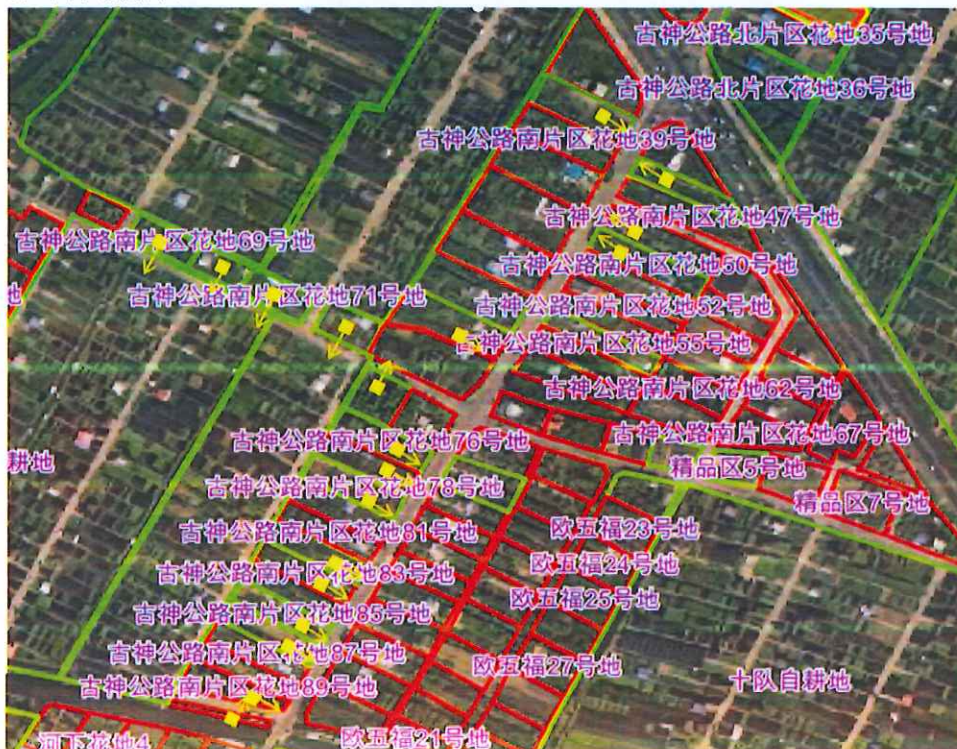 古神公路北片区花地35号地
古神公路北片区花地36号地
古神公路南片区花地39号地
古神公路南片区花地47号地
古神公路南片区花地69号地
古神公路南片区花地50号地
地
古神公路南片区花地71号地
古神公路南片区花地52号地
古神公路南片区花地55号地
古神公路南片区花地62号地
古神公路南片区花地67号地
古神公路南片区花地76号地
耕地
精品区5号地
古神公路南片区花地78号地
精品区7号地
古神公路南片区花地81号地
欧五福23号地
欧五福24号地
古神公路南片区花地83号地
欧五福25号地
古神公路南片区花地85号地
古神公路南片区花地87号地
欧五福27号地
十队自耕地
古神公路南片区花地89号地
河下花地4
欧五福21号地